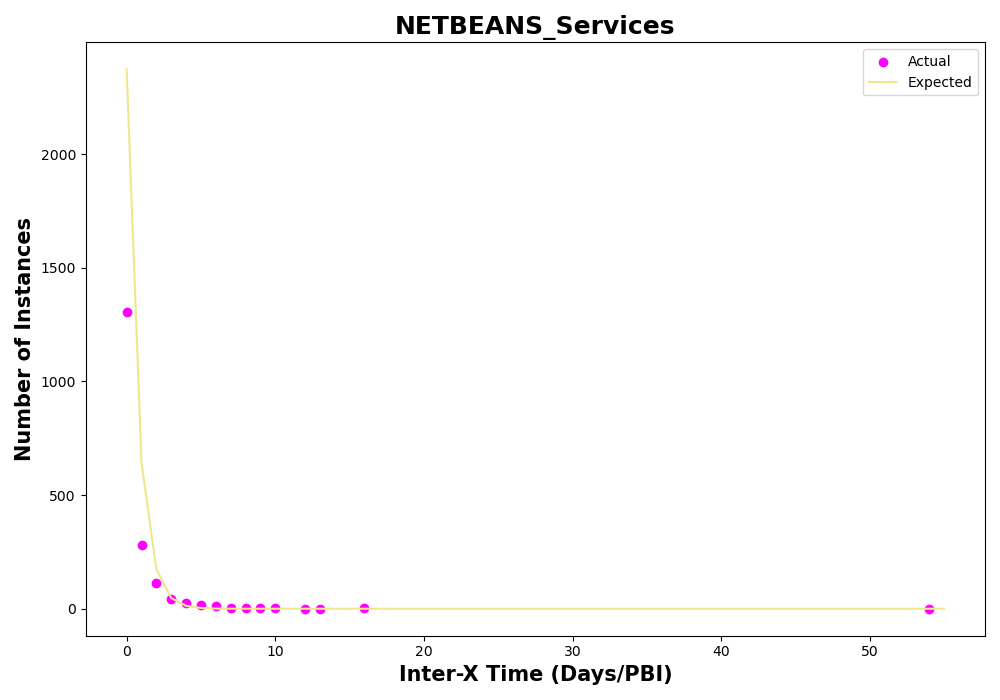 NETBEANS_Services
Actual
Expected
Number of Instances
2000
1500
1000
500
0
0 10 20 30 40 50
Inter-X Time (Days/PBI)